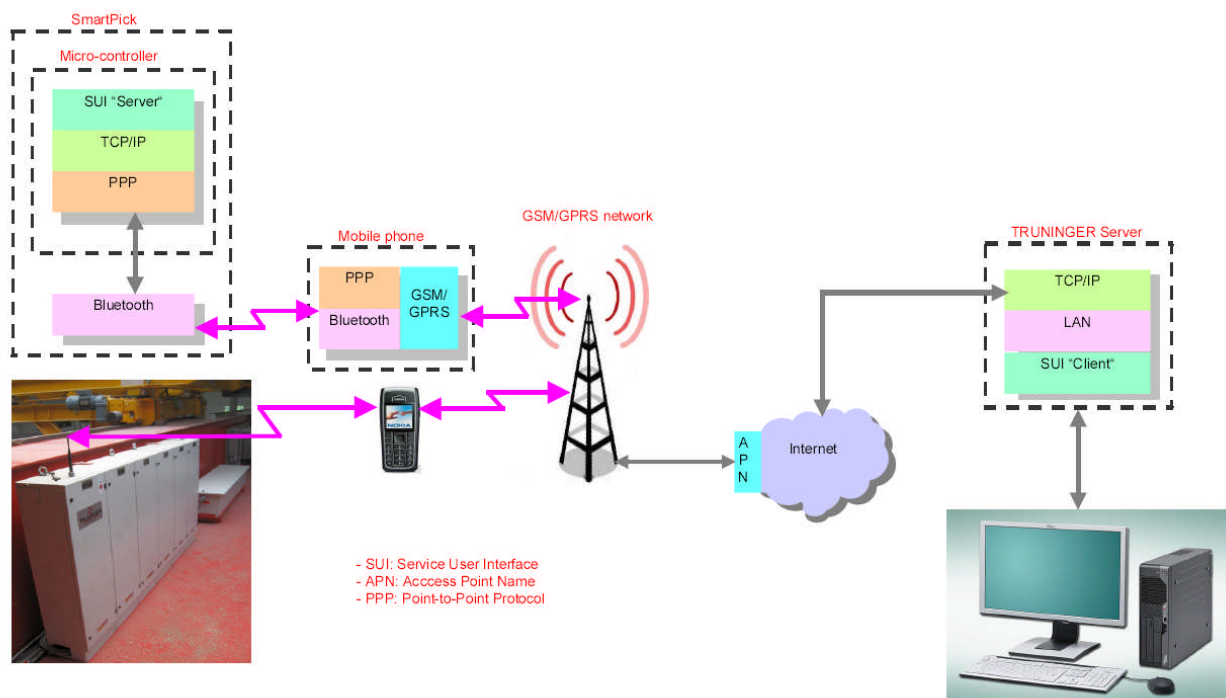 SmartPick
Micro-controller
SUI “Server“
TCP/IP
PPP
Bluetooth
Mobile phone
PPP
Bluetooth
GSM/
GPRS
GSM/GPRS network
NOKIA
A
P
N
Internet
TRUNINGER Server
TCP/IP
LAN
SUI “Client“
- SUI: Service User Interface
- APN: Acccess Point Name
- PPP: Point-to-Point Protocol